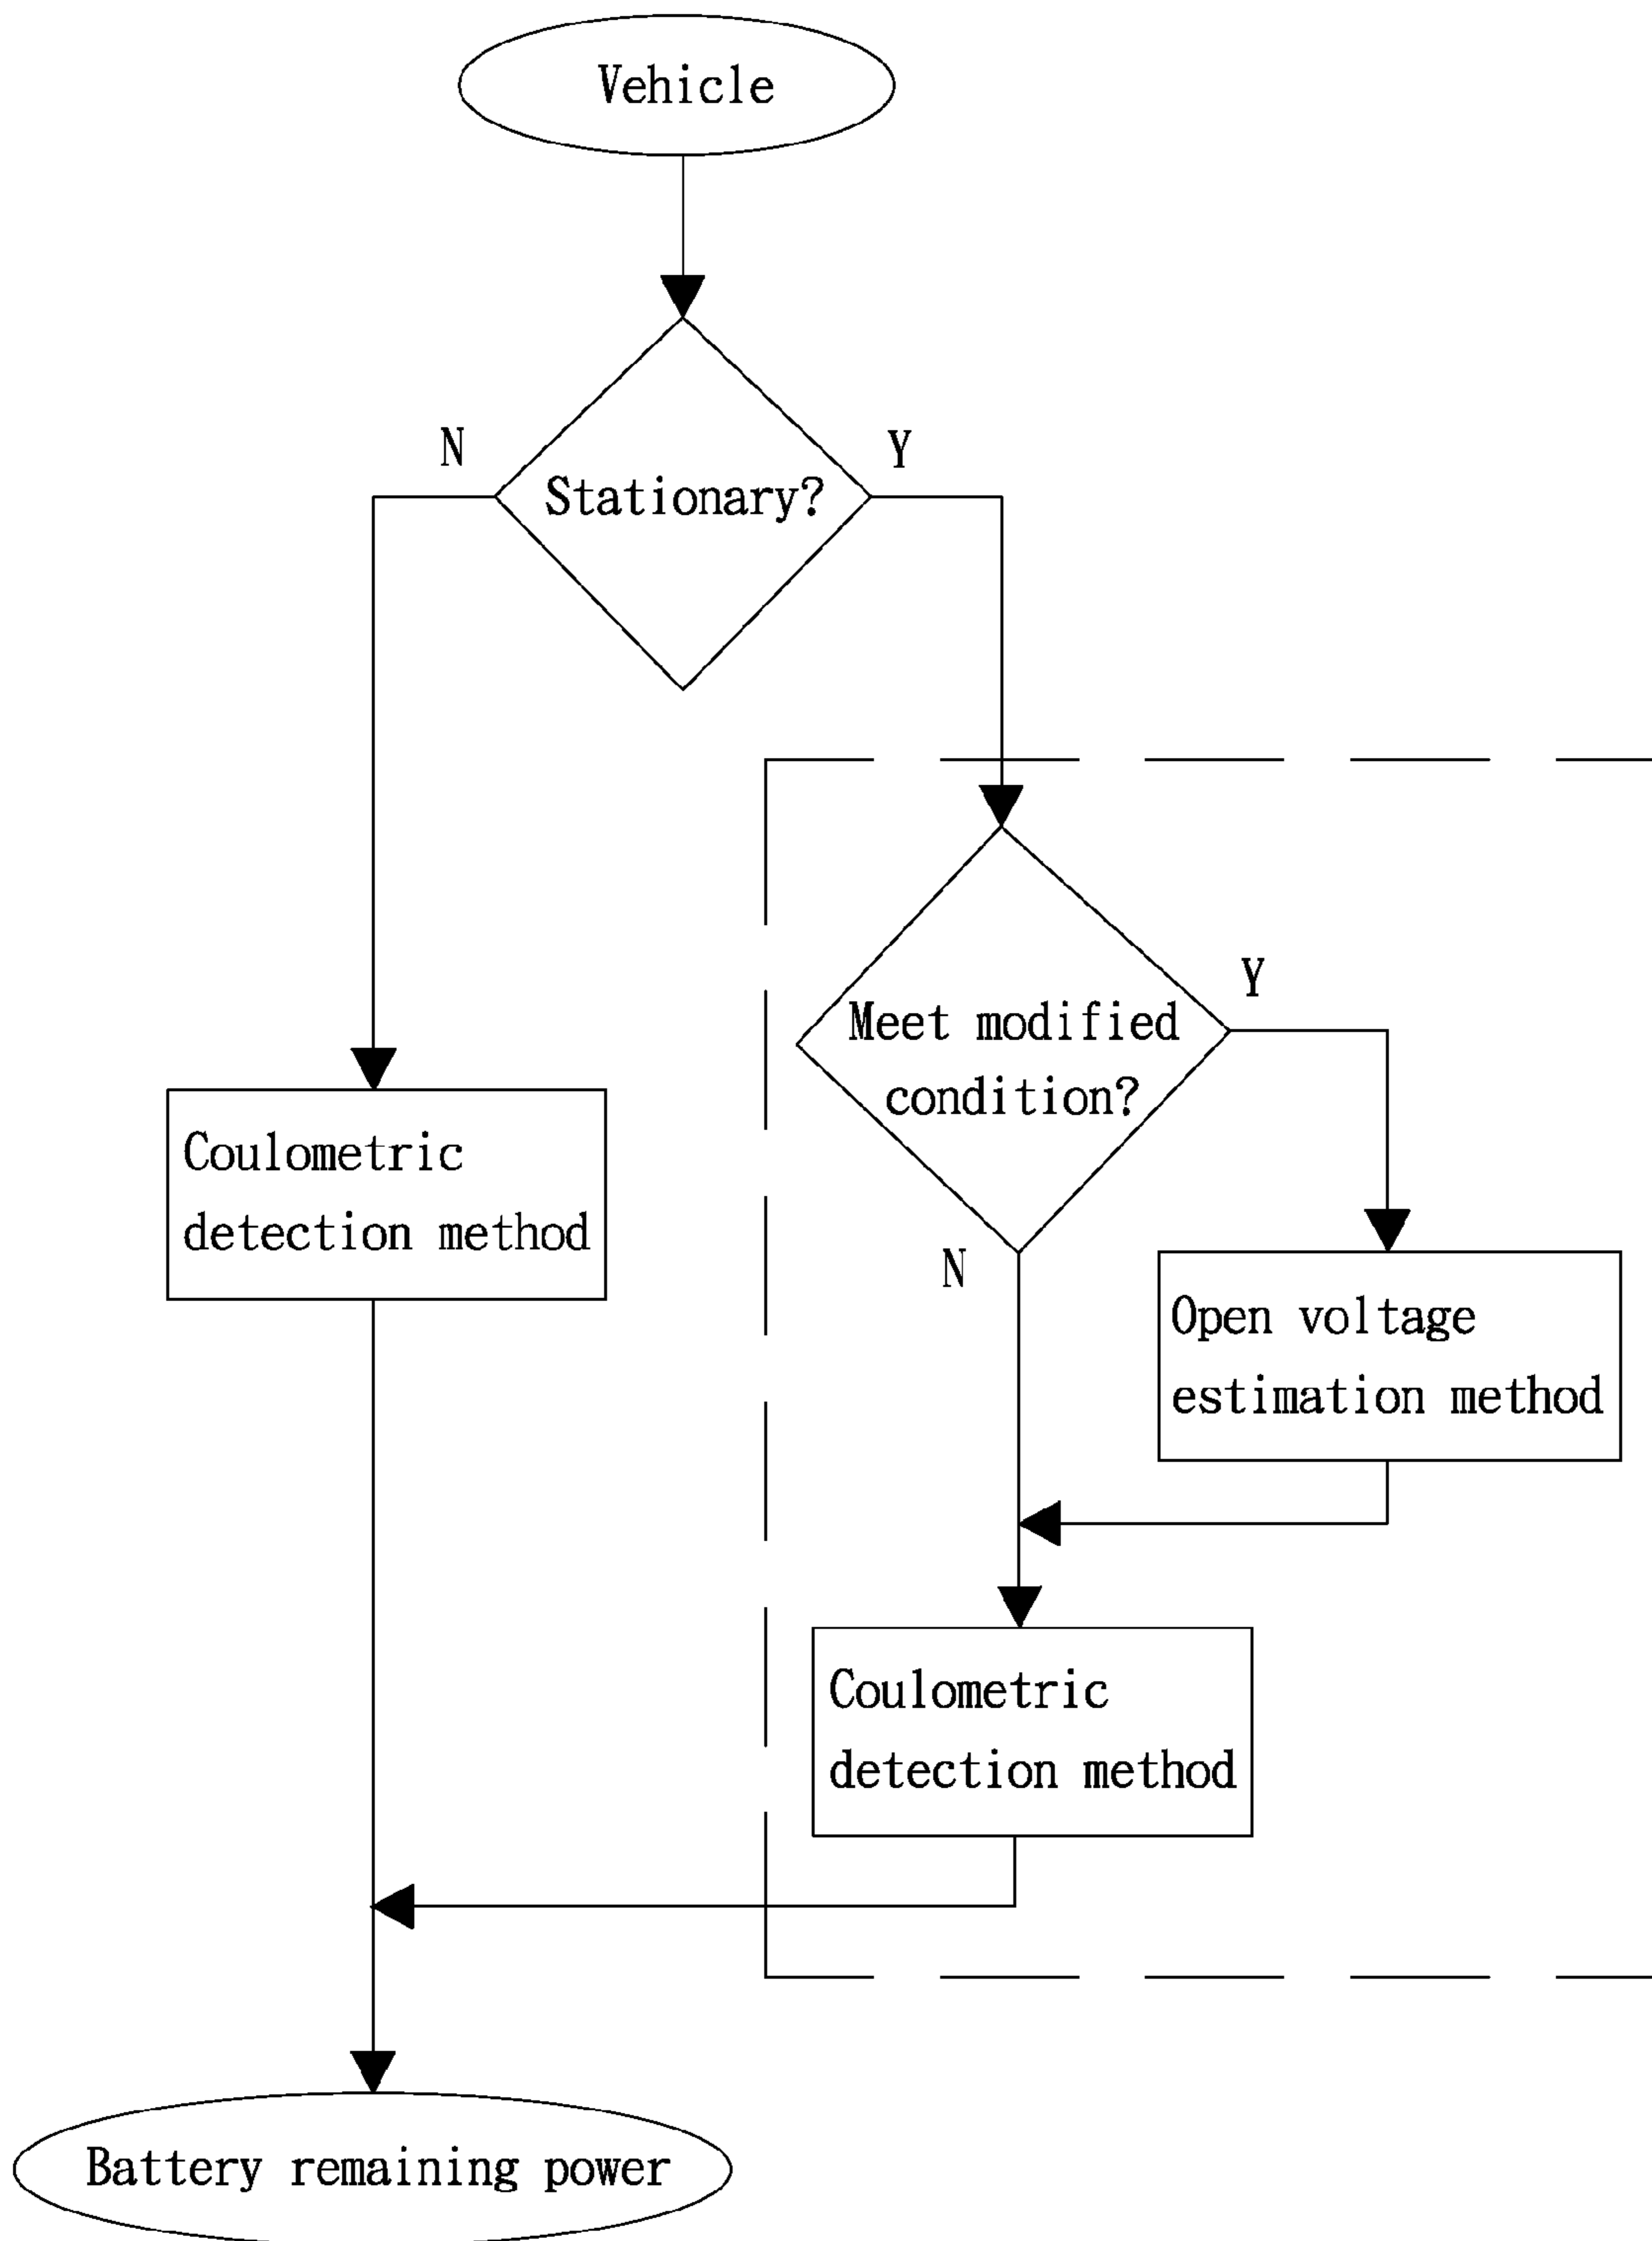 Vehicle
N
Y
Stationary?
Y
Meet modified
condition?
Coulometric
detection method
N
Open voltage
estimation method
Coulometric
detection method
Battery remaining power